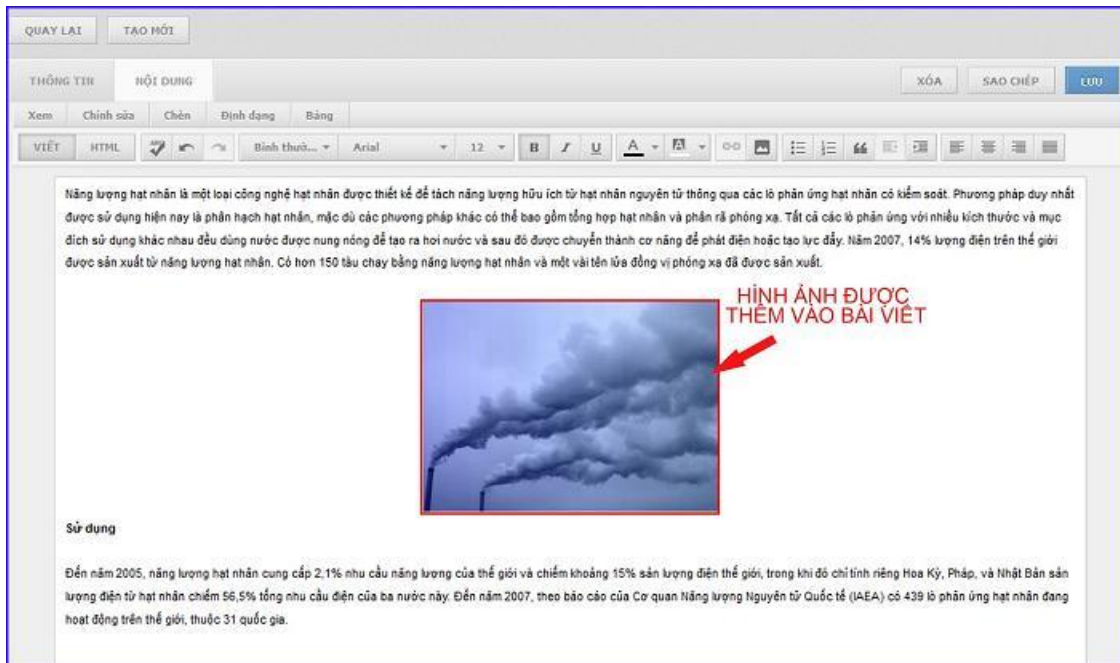 QUAY LẠI TẠO MỚI
THÔNG TIN NỘI DUNG XÓA SAO CHÉP LƯU
Xem Chỉnh sửa Chèn Định dạng Bảng
VIẾT HTML Bình thườ... Arial 12 B I U A A
Năng lượng hạt nhân là một loại công nghệ hạt nhân được thiết kế để tách năng lượng hữu ích từ hạt nhân nguyên tử thông qua các lò phản ứng hạt nhân có kiểm soát. Phương pháp duy nhất
được sử dụng hiện nay là phân hạch hạt nhân, mặc dù các phương pháp khác có thể bao gồm tổng hợp hạt nhân và phân rã phóng xạ. Tất cả các lò phản ứng với nhiều kích thước và mục
đích sử dụng khác nhau đều dùng nước được nung nóng để tạo ra hơi nước và sau đó được chuyển thành cơ năng để phát điện hoặc tạo lực đẩy. Năm 2007, 14% lượng điện trên thế giới
được sản xuất từ năng lượng hạt nhân. Có hơn 150 tàu chạy bằng năng lượng hạt nhân và một vài tên lửa đồng vị phóng xạ đã được sản xuất.
HÌNH ẢNH ĐƯỢC
THÊM VÀO BÀI VIẾT
Sử dụng
Đến năm 2005, năng lượng hạt nhân cung cấp 2,1% nhu cầu năng lượng của thế giới và chiếm khoảng 15% sản lượng điện thế giới, trong khi đó chỉ tính riêng Hoa Kỳ, Pháp, và Nhật Bản sản
lượng điện từ hạt nhân chiếm 56,5% tổng nhu cầu điện của ba nước này. Đến năm 2007, theo báo cáo của Cơ quan Năng lượng Nguyên tử Quốc tế (IAEA) có 439 lò phản ứng hạt nhân đang
hoạt động trên thế giới, thuộc 31 quốc gia.